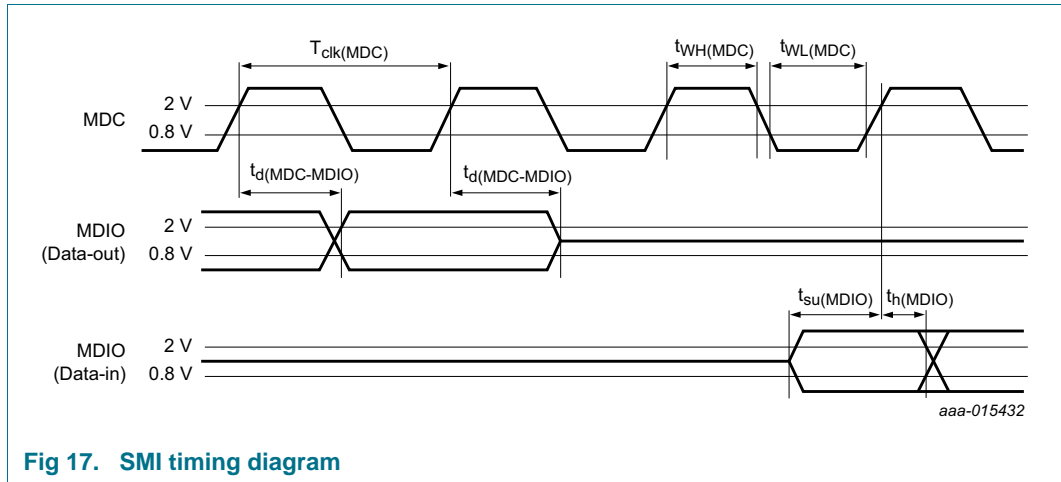 Tclk(MDC)
tWH(MDC)
tWL(MDC)
MDC
2 V
0.8 V
td(MDC-MDIO)
td(MDC-MDIO)
MDIO
(Data-out)
2 V
0.8 V
tsu(MDIO)
th(MDIO)
MDIO
(Data-in)
2 V
0.8 V
aaa-015432
Fig 17. SMI timing diagram